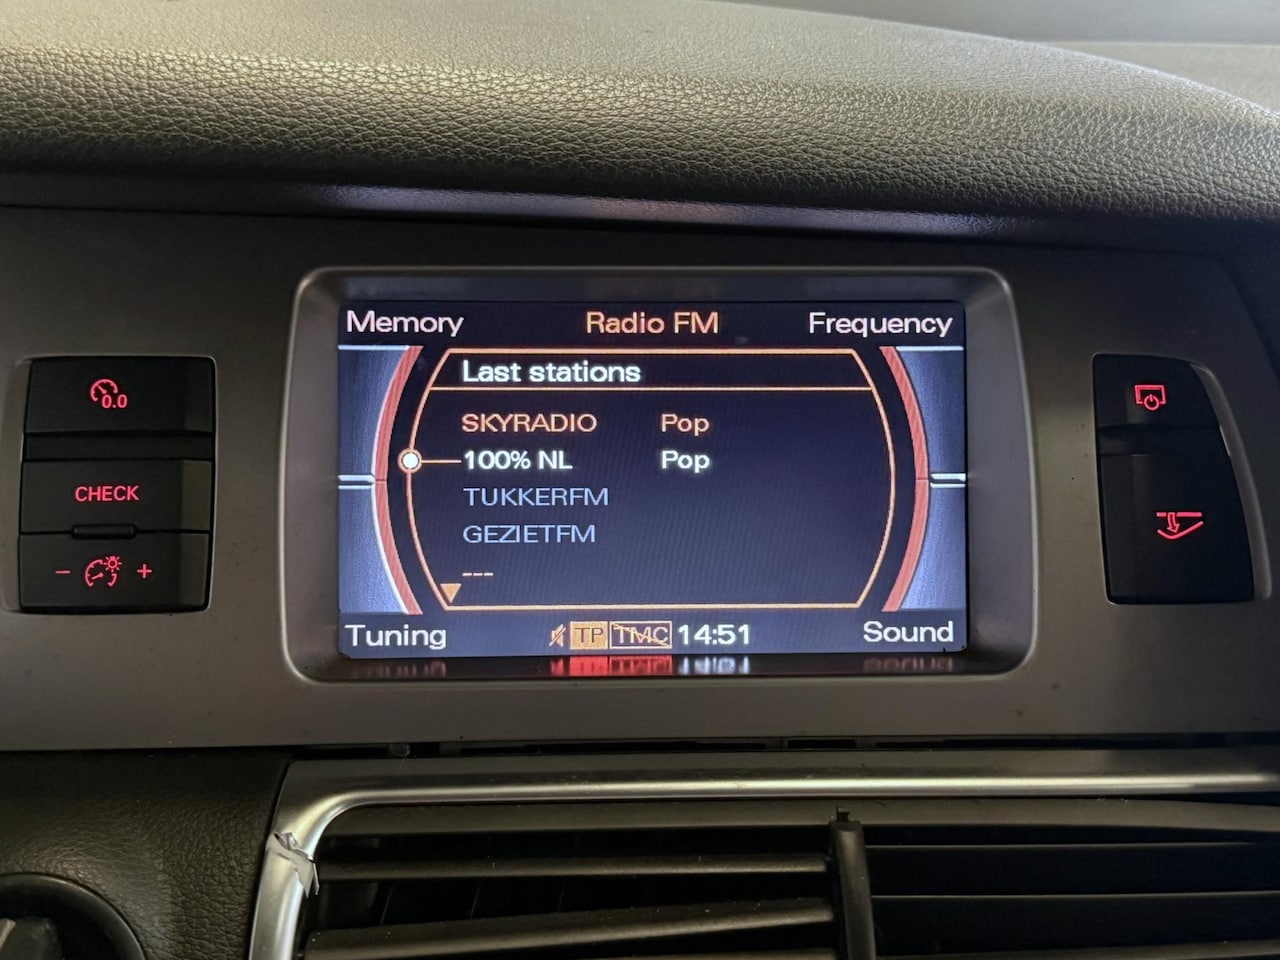 Memory Radio FM Frequency
Last stations
0.0
SKYRADIO Pop
100% NL Pop
CHECK
TUKKERFM
GEZIETFM
---
- +
Tuning TP TMC 14:51 Sound